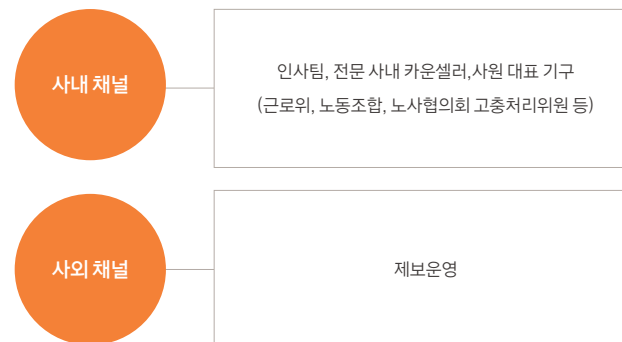 사내 채널
인사팀, 전문 사내 카운셀러,사원 대표 기구
(근로위, 노동조합, 노사협의회 고충처리위원 등)
사외 채널
제보운영